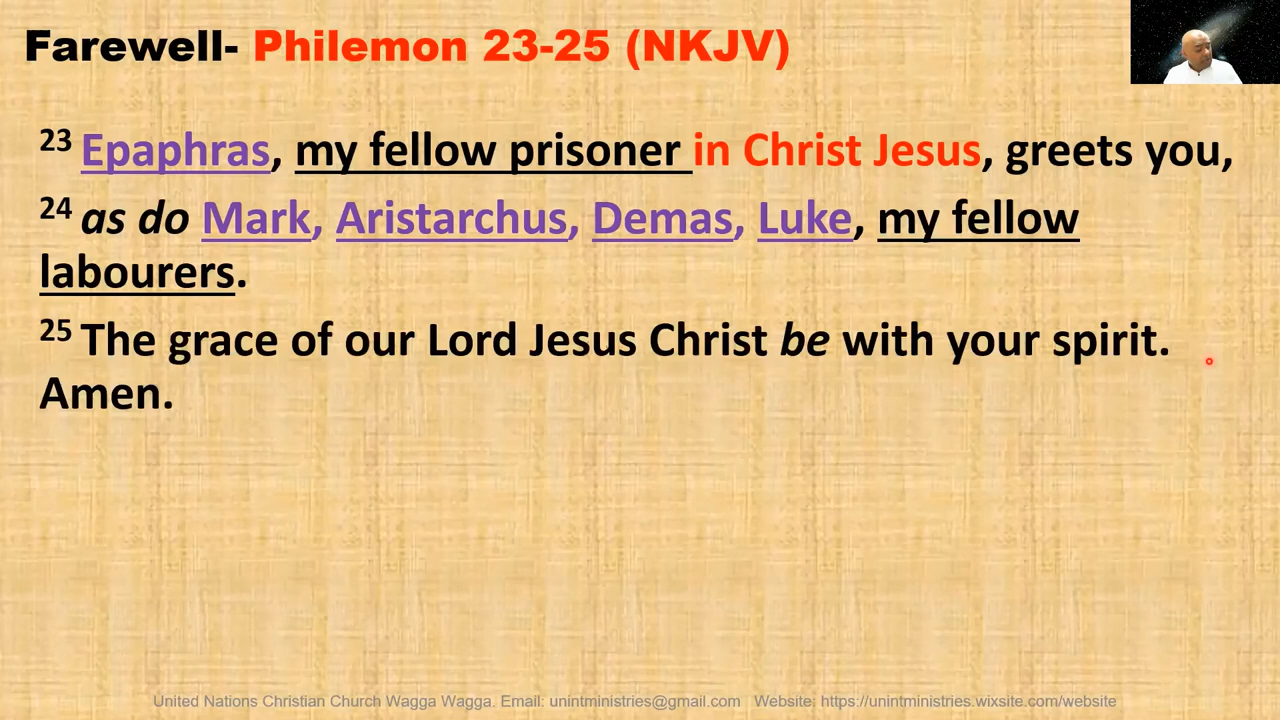 Farewell- Philemon 23-25 (NKJV)
23 Epaphras, my fellow prisoner in Christ Jesus, greets you,
24 as do Mark, Aristarchus, Demas, Luke, my fellow
labourers.
25 The grace of our Lord Jesus Christ be with your spirit.
Amen.
United Nations Christian Church Wagga Wagga. Email: unintministries@gmail.com Website: https://unintministries.wixsite.com/website